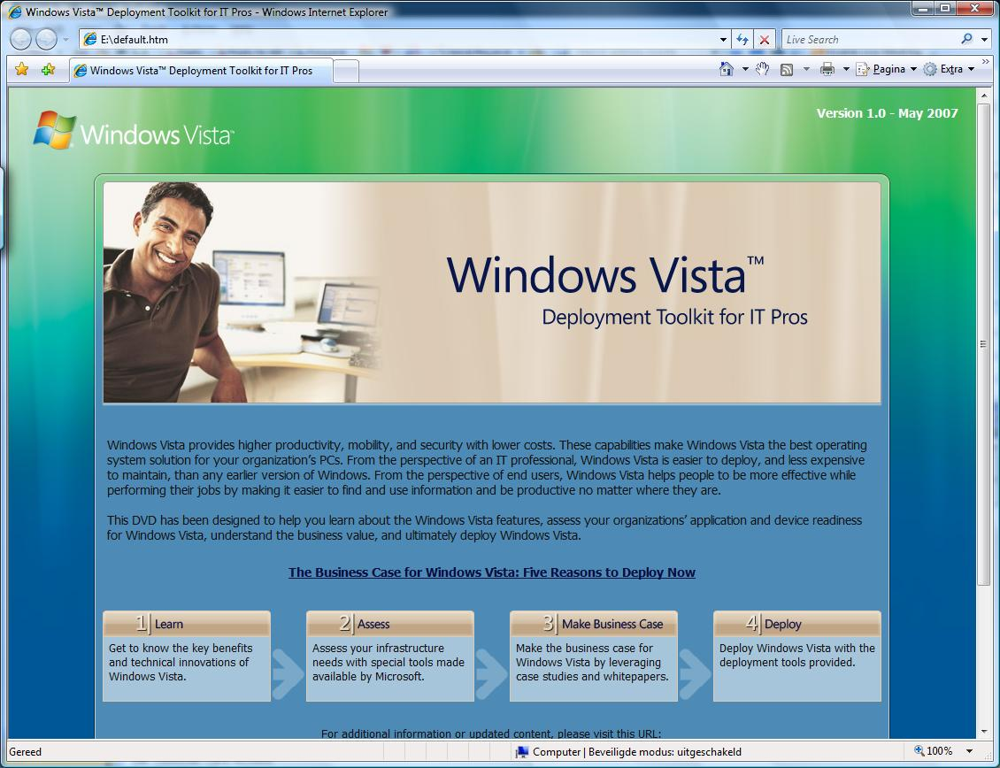 Windows Vista™ Deployment Toolkit for IT Pros - Windows Internet Explorer
E:\default.htm
Live Search
Windows Vista™ Deployment Toolkit for IT Pros
Pagina
Extra
Version 1.0 - May 2007
Windows Vista™
Windows Vista™
Deployment Toolkit for IT Pros
Windows Vista provides higher productivity, mobility, and security with lower costs. These capabilities make Windows Vista the best operating
system solution for your organization's PCs. From the perspective of an IT professional, Windows Vista is easier to deploy, and less expensive
to maintain, than any earlier version of Windows. From the perspective of end users, Windows Vista helps people to be more effective while
performing their jobs by making it easier to find and use information and be productive no matter where they are.
This DVD has been designed to help you learn about the Windows Vista features, assess your organizations' application and device readiness
for Windows Vista, understand the business value, and ultimately deploy Windows Vista.
The Business Case for Windows Vista: Five Reasons to Deploy Now
1| Learn
Get to know the key benefits
and technical innovations of
Windows Vista.
2| Assess
Assess your infrastructure
needs with special tools made
available by Microsoft.
3| Make Business Case
Make the business case for
Windows Vista by leveraging
case studies and whitepapers.
4| Deploy
Deploy Windows Vista with the
deployment tools provided.
For additional information or updated content, please visit this URL:
Gereed
Computer | Beveiligde modus: uitgeschakeld
100%